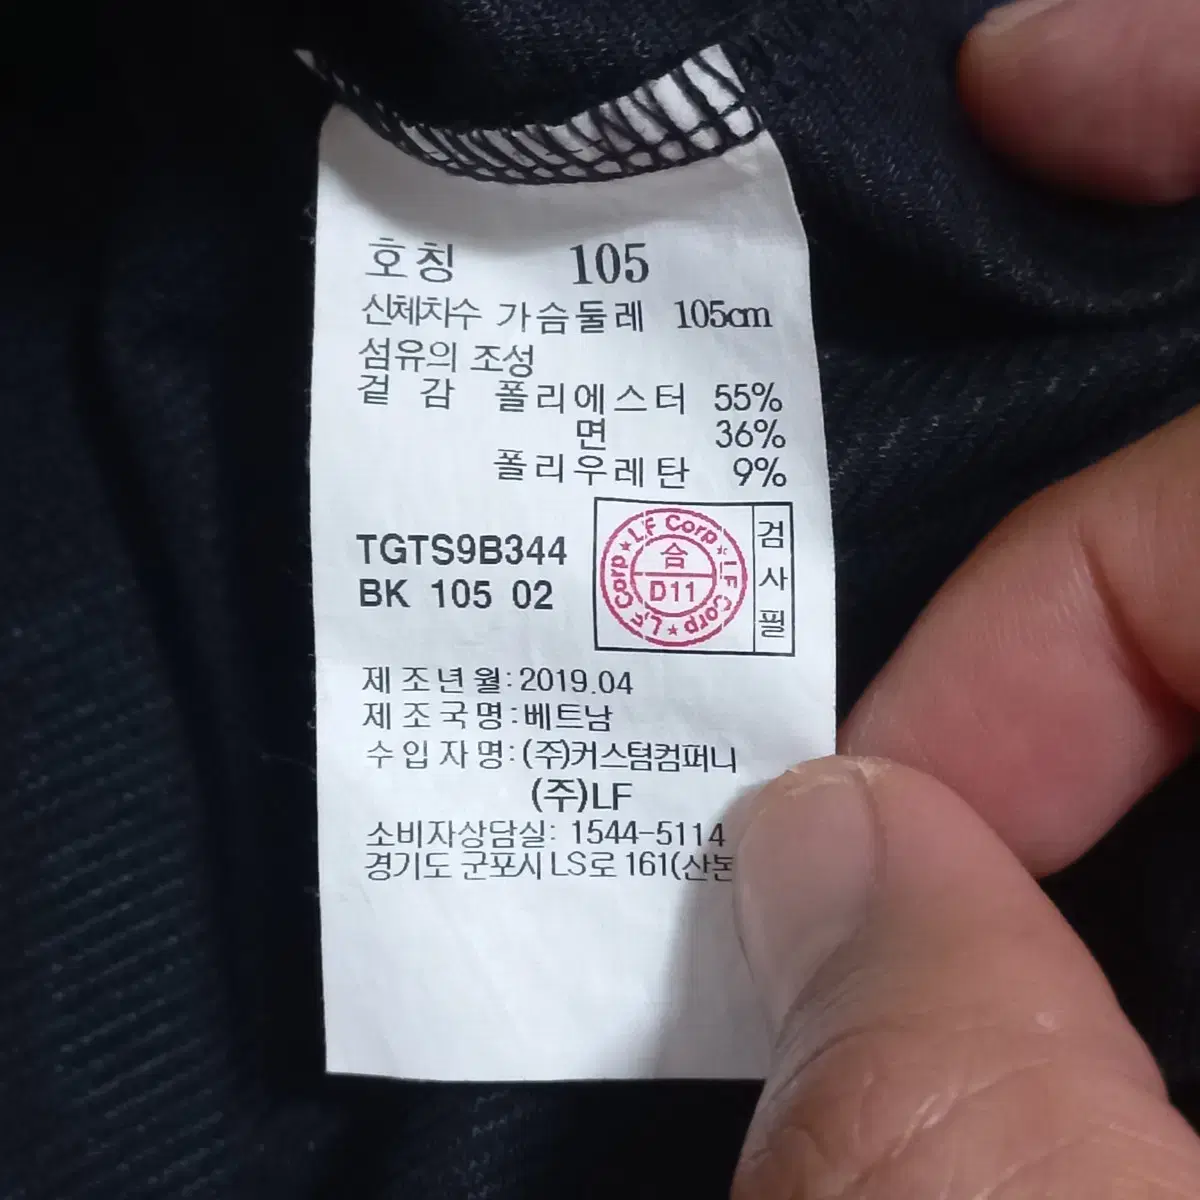 호칭 105
신체치수 가슴둘레 105cm
섬유의 조성
겉 감 폴리에스터 55%
면 36%
폴리우레탄 9%
TGTS9B344
BK 105 02
LF Corp ★ LF Corp ★ LF Corp ★
合
D11
검사필
제조년월:2019.04
제조국명:베트남
수입자명:(주)커스텀컴퍼니
(주)LF
소비자상담실: 1544-5114
경기도 군포시 LS로 161(산본